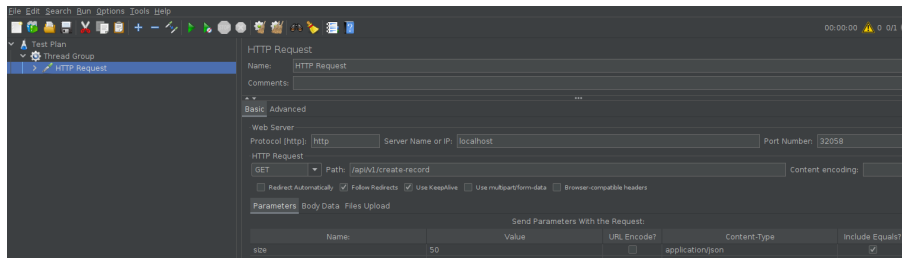 File Edit Search Run Options Tools Help
00:00:00 0 0/1
Test Plan
Thread Group
HTTP Request
HTTP Request
Name: HTTP Request
Comments:
Basic Advanced
Web Server
Protocol [http]: http Server Name or IP: localhost Port Number: 32058
HTTP Request
GET Path: /api/v1/create-record Content encoding:
Redirect Automatically Follow Redirects Use KeepAlive Use multipart/form-data Browser-compatible headers
Parameters Body Data Files Upload
Send Parameters With the Request:
Name: Value URL Encode? Content-Type Include Equals?
size 50 application/json